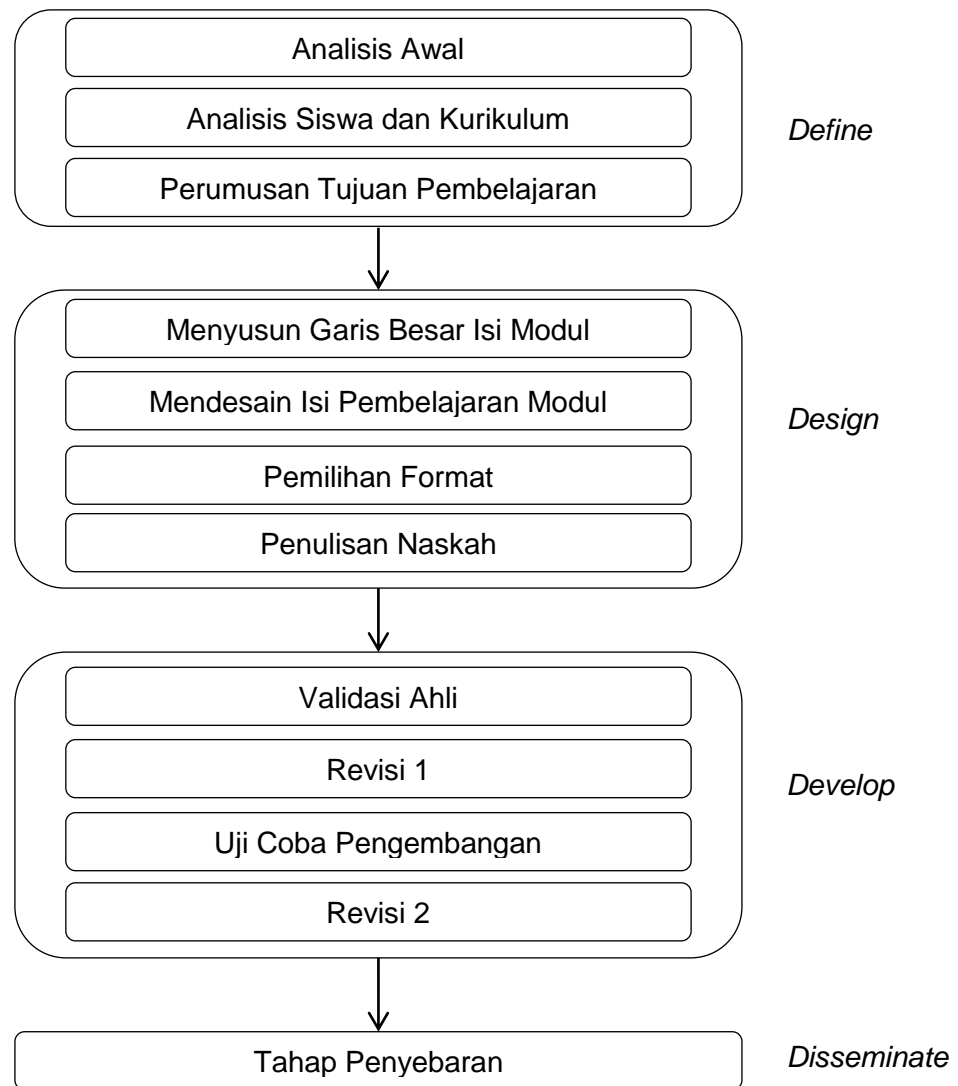 Analisis Awal
Analisis Siswa dan Kurikulum
Perumusan Tujuan Pembelajaran
Define
Menyusun Garis Besar Isi Modul
Mendesain Isi Pembelajaran Modul
Pemilihan Format
Penulisan Naskah
Design
Validasi Ahli
Revisi 1
Uji Coba Pengembangan
Revisi 2
Develop
Tahap Penyebaran
Disseminate